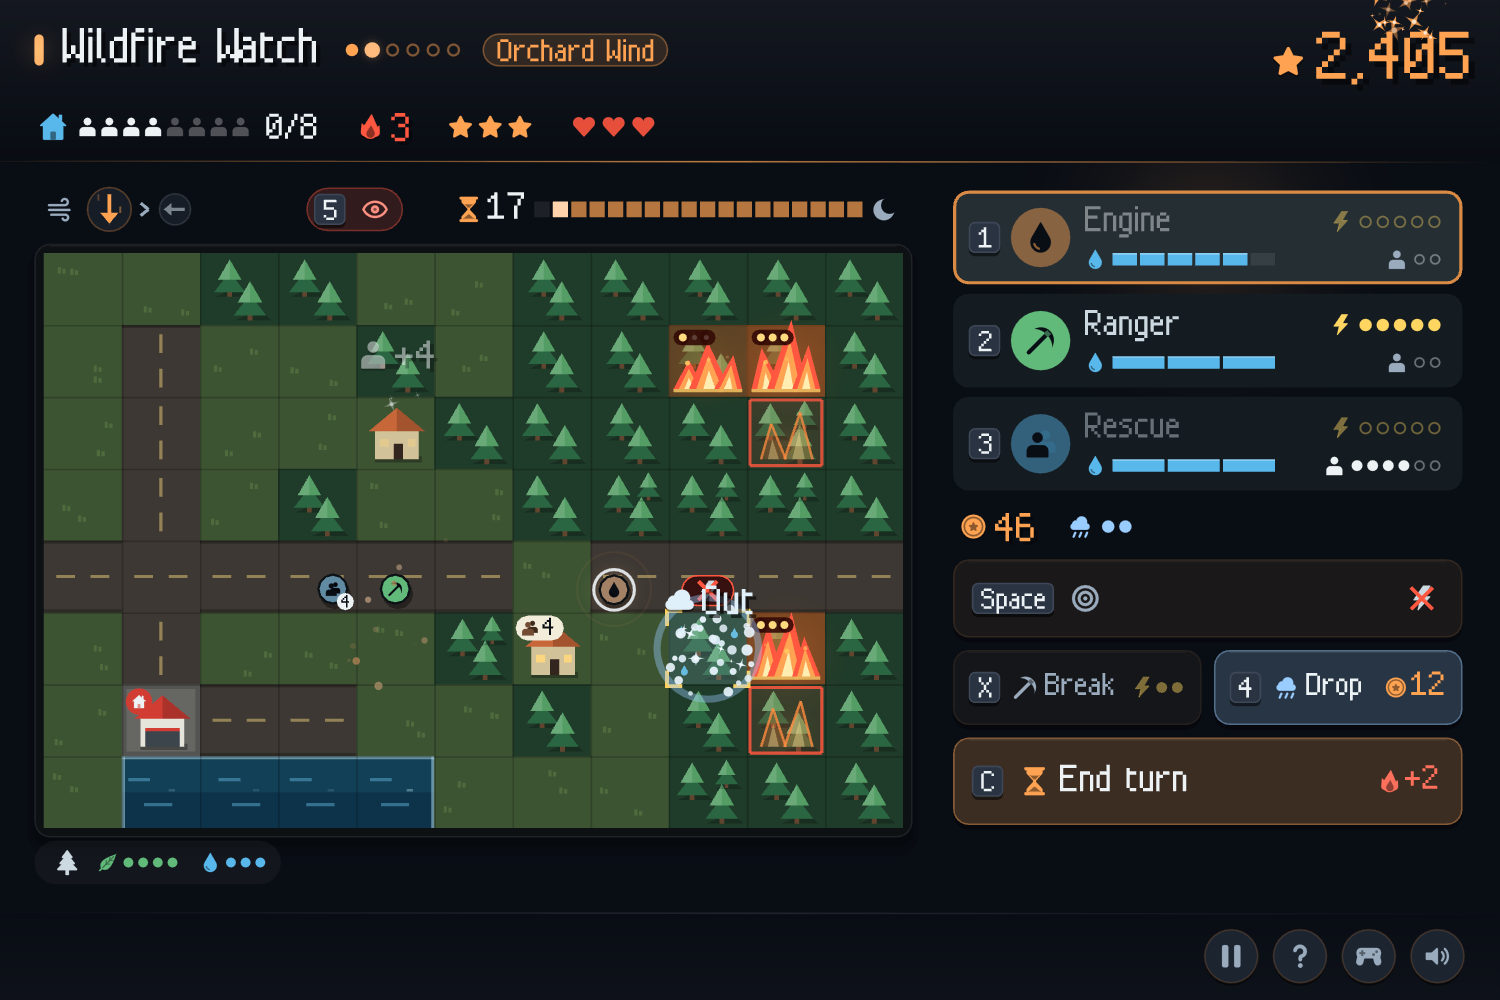 Wildfire Watch
Orchard Wind
2,405
0/8
3
5
17
+4
4
Out
4
1 Engine
2 Ranger
3 Rescue
46
Space
X Break
4 Drop 12
C End turn +2
?